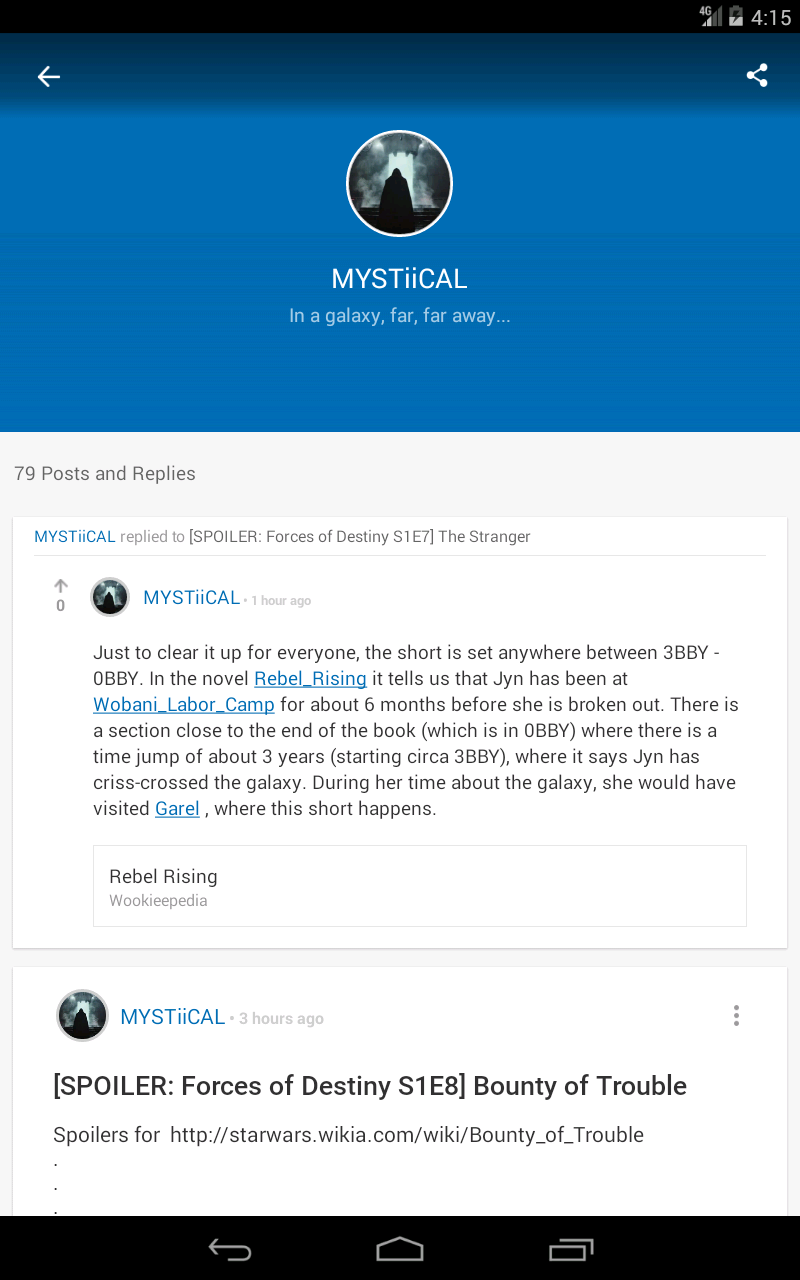 4G 4:15
MYSTiiCAL
In a galaxy, far, far away...
79 Posts and Replies
MYSTiiCAL replied to [SPOILER: Forces of Destiny S1E7] The Stranger
0
MYSTiiCAL • 1 hour ago
Just to clear it up for everyone, the short is set anywhere between 3BBY -
0BBY. In the novel Rebel_Rising it tells us that Jyn has been at
Wobani_Labor_Camp for about 6 months before she is broken out. There is
a section close to the end of the book (which is in 0BBY) where there is a
time jump of about 3 years (starting circa 3BBY), where it says Jyn has
criss-crossed the galaxy. During her time about the galaxy, she would have
visited Garel , where this short happens.
Rebel Rising
Wookieepedia
MYSTiiCAL • 3 hours ago
[SPOILER: Forces of Destiny S1E8] Bounty of Trouble
Spoilers for http://starwars.wikia.com/wiki/Bounty_of_Trouble
.
.
.